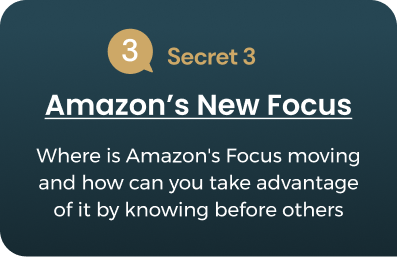 3 Secret 3
Amazon's New Focus
Where is Amazon's Focus moving
and how can you take advantage
of it by knowing before others